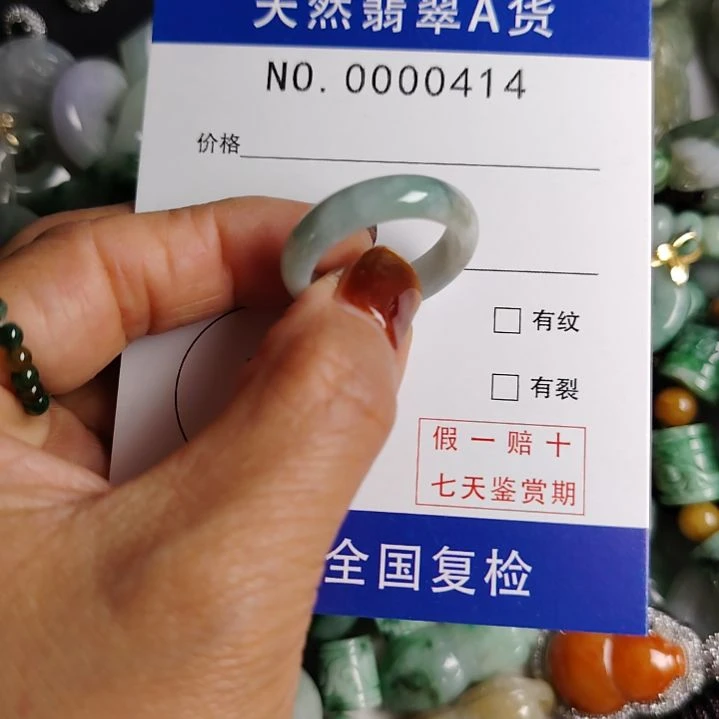 天然翡翠A货
NO. 0000414
价格
有纹
有裂
假一赔十
七天鉴赏期
全国复检